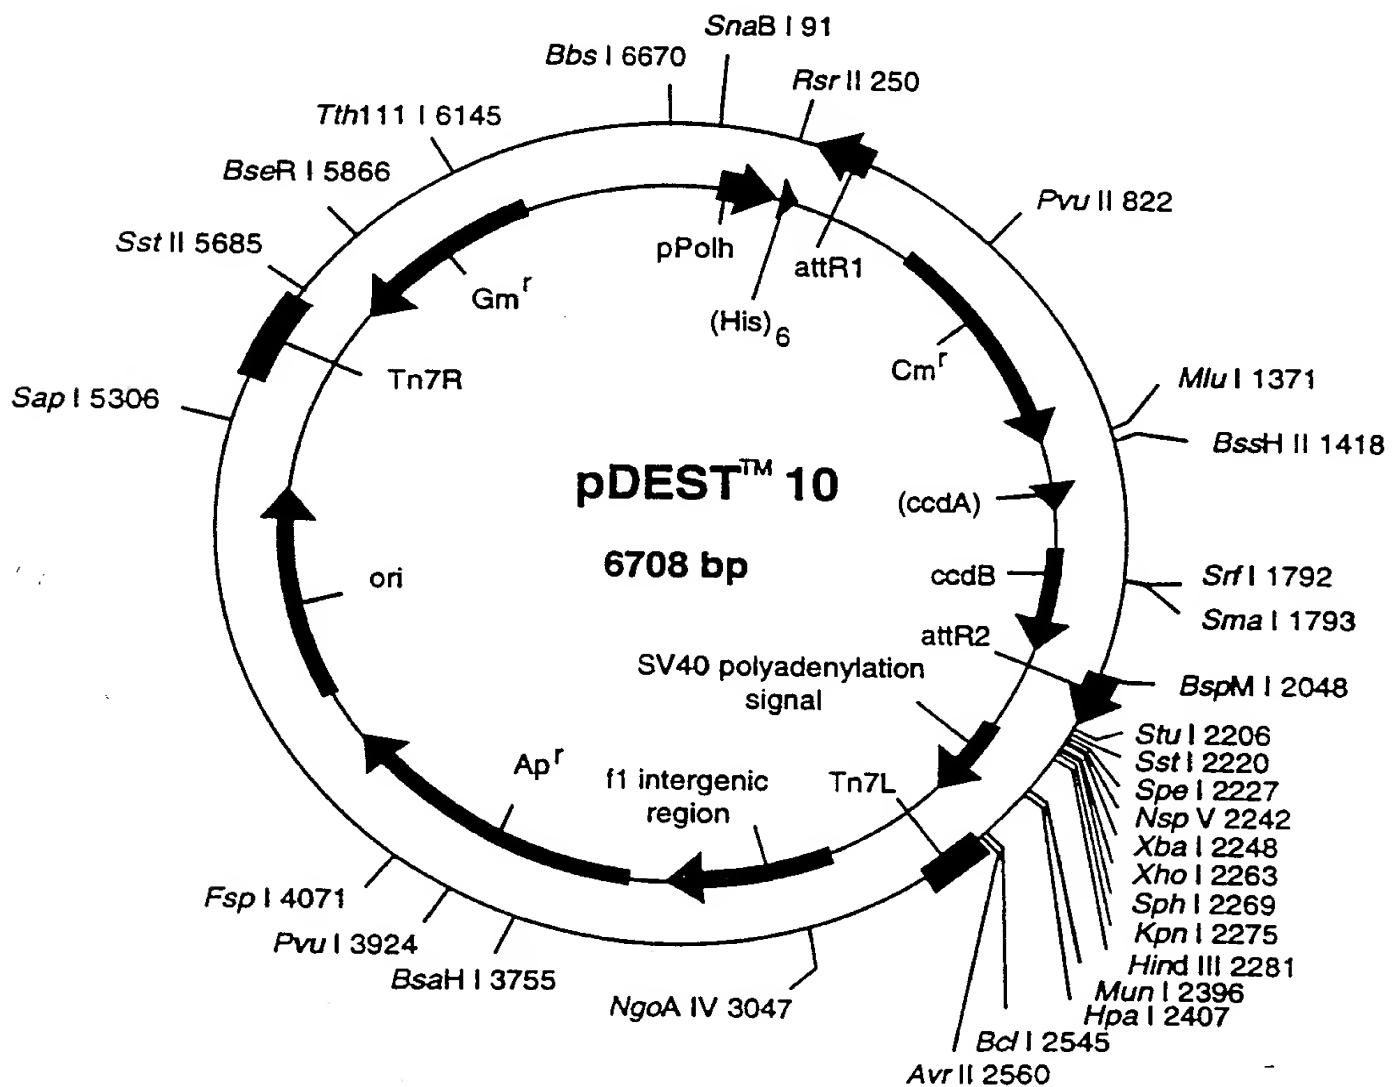 SnaB I 91
Bbs I 6670
Rsr II 250
Tth111 I 6145
BseR I 5866
Pvu II 822
Sst II 5685
pPolh
attR1
Gmr
(His)6
Cmr
Tn7R
Mlu I 1371
Sap I 5306
BssH II 1418
pDEST™ 10
(ccdA)
6708 bp
ccdB
ori
Srf I 1792
Sma I 1793
attR2
SV40 polyadenylation
signal
BspM I 2048
Stu I 2206
Sst I 2220
Spe I 2227
Nsp V 2242
Xba I 2248
Xho I 2263
Sph I 2269
Kpn I 2275
Hind III 2281
Mun I 2396
Hpa I 2407
Bcl I 2545
Avr II 2560
Tn7L
f1 intergenic
region
Apr
Fsp I 4071
Pvu I 3924
BsaH I 3755
NgoA IV 3047